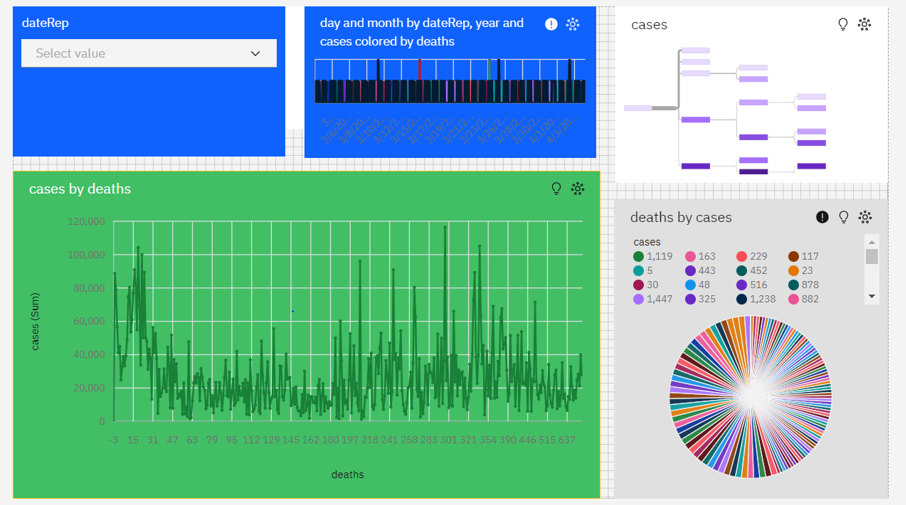 dateRep
Select value
day and month by dateRep, year and
cases colored by deaths
cases
cases by deaths
120,000
100,000
80,000
60,000
40,000
20,000
0
cases (Sum)
-3 15 31 47 63 79 95 112 129 145 162 180 197 218 241 258 283 301 321 354 390 446 515 637
deaths
deaths by cases
cases
1,119 163 229 117
5 443 452 23
30 48 516 878
1,447 325 1,238 882